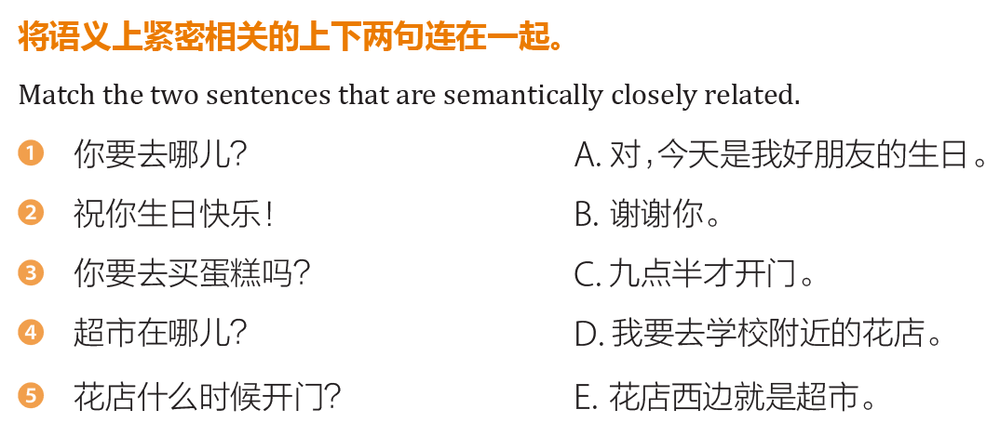 将语义上紧密相关的上下两句连在一起。
Match the two sentences that are semantically closely related.
1 你要去哪儿? A. 对,今天是我好朋友的生日。
2 祝你生日快乐! B. 谢谢你。
3 你要去买蛋糕吗? C. 九点半才开门。
4 超市在哪儿? D. 我要去学校附近的花店。
5 花店什么时候开门? E. 花店西边就是超市。